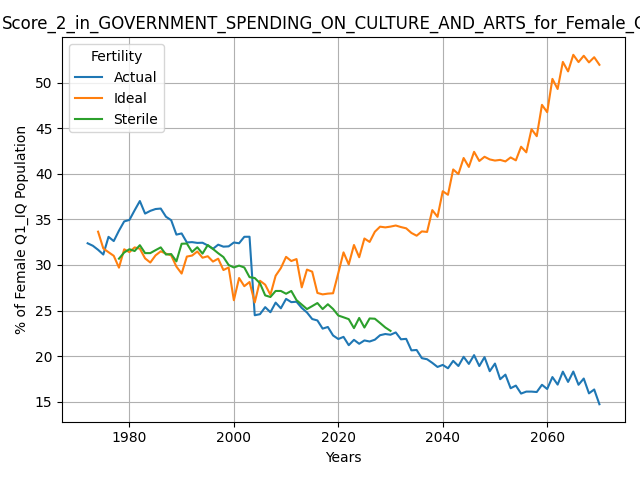 Score_2_in_GOVERNMENT_SPENDING_ON_CULTURE_AND_ARTS_for_Female_
Fertility
Actual
Ideal
Sterile
% of Female Q1_IQ Population
50
45
40
35
30
25
20
15
1980
2000
2020
2040
2060
Years